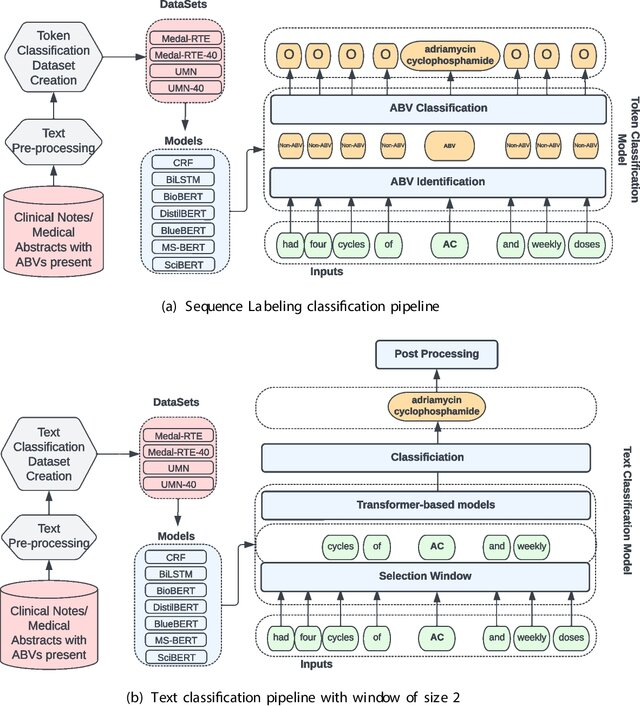 Token
Classification
Dataset
Creation
Text
Pre-processing
Clinical Notes/
Medical
Abstracts with
ABVs present
DataSets
Medal-RTE
Medal-RTE-40
UMN
UMN-40
Models
CRF
BiLSTM
BioBERT
DistilBERT
BlueBERT
MS-BERT
SciBERT
O O O O adriamycin cyclophosphamide O O O
ABV Classification
Non-ABV Non-ABV Non-ABV Non-ABV ABV Non-ABV Non-ABV Non-ABV
ABV Identification
had four cycles of AC and weekly doses
Inputs
Token Classification
Model
(a) Sequence Labeling classification pipeline
Text
Classification
Dataset
Creation
Text
Pre-processing
Clinical Notes/
Medical
Abstracts with
ABVs present
DataSets
Medal-RTE
Medal-RTE-40
UMN
UMN-40
Models
CRF
BiLSTM
BioBERT
DistilBERT
BlueBERT
MS-BERT
SciBERT
Post Processing
adriamycin
cyclophosphamide
Classificiation
Transformer-based models
cycles of AC and weekly
Selection Window
had four cycles of AC and weekly doses
Inputs
Text Classification Model
(b) Text classification pipeline with window of size 2